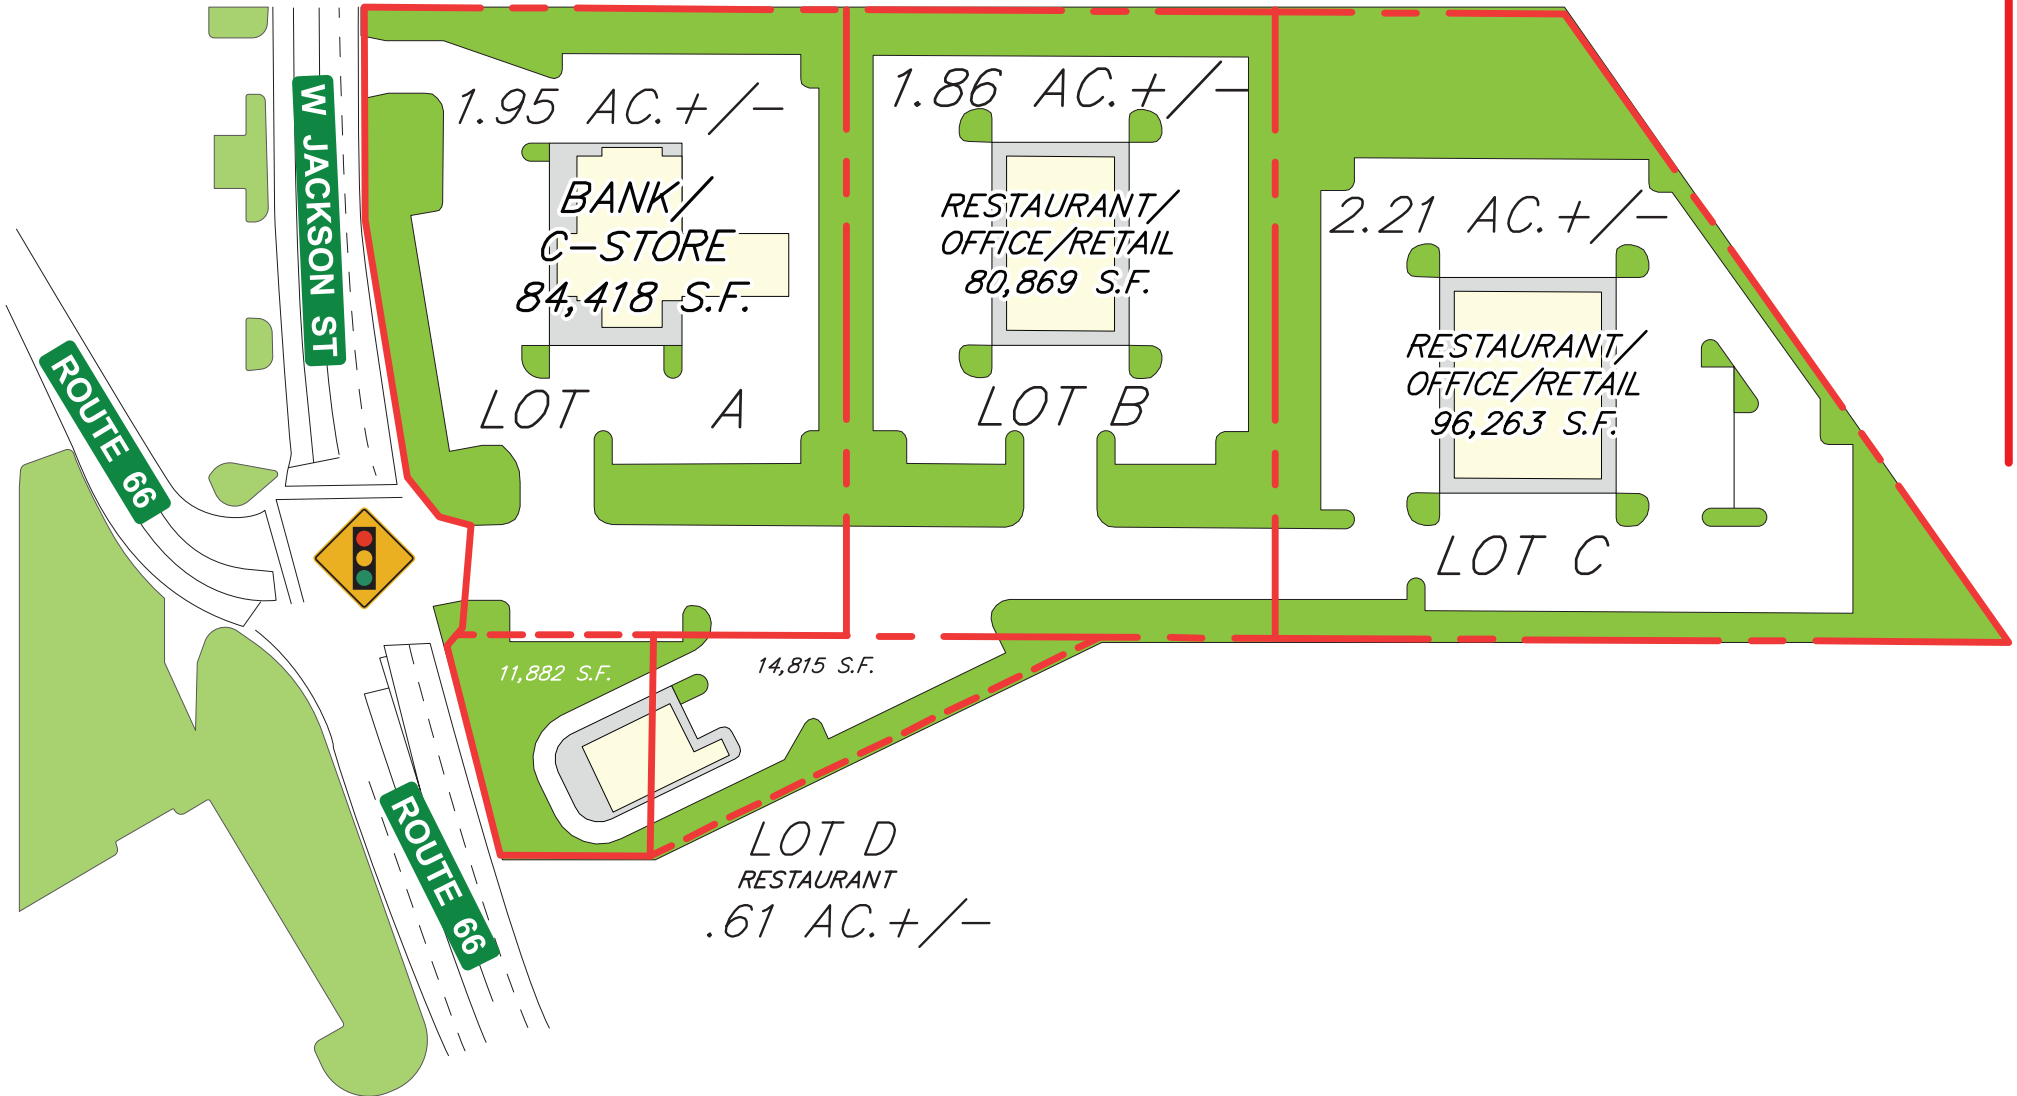 W JACKSON ST
ROUTE 66
1.95 AC.+/-
BANK/
C-STORE
84,418 S.F.
LOT A
1.86 AC.+/-
RESTAURANT/
OFFICE/RETAIL
80,869 S.F.
LOT B
2.21 AC.+/-
RESTAURANT/
OFFICE/RETAIL
96,263 S.F.
LOT C
11,882 S.F.
14,815 S.F.
ROUTE 66
LOT D
RESTAURANT
.61 AC.+/-